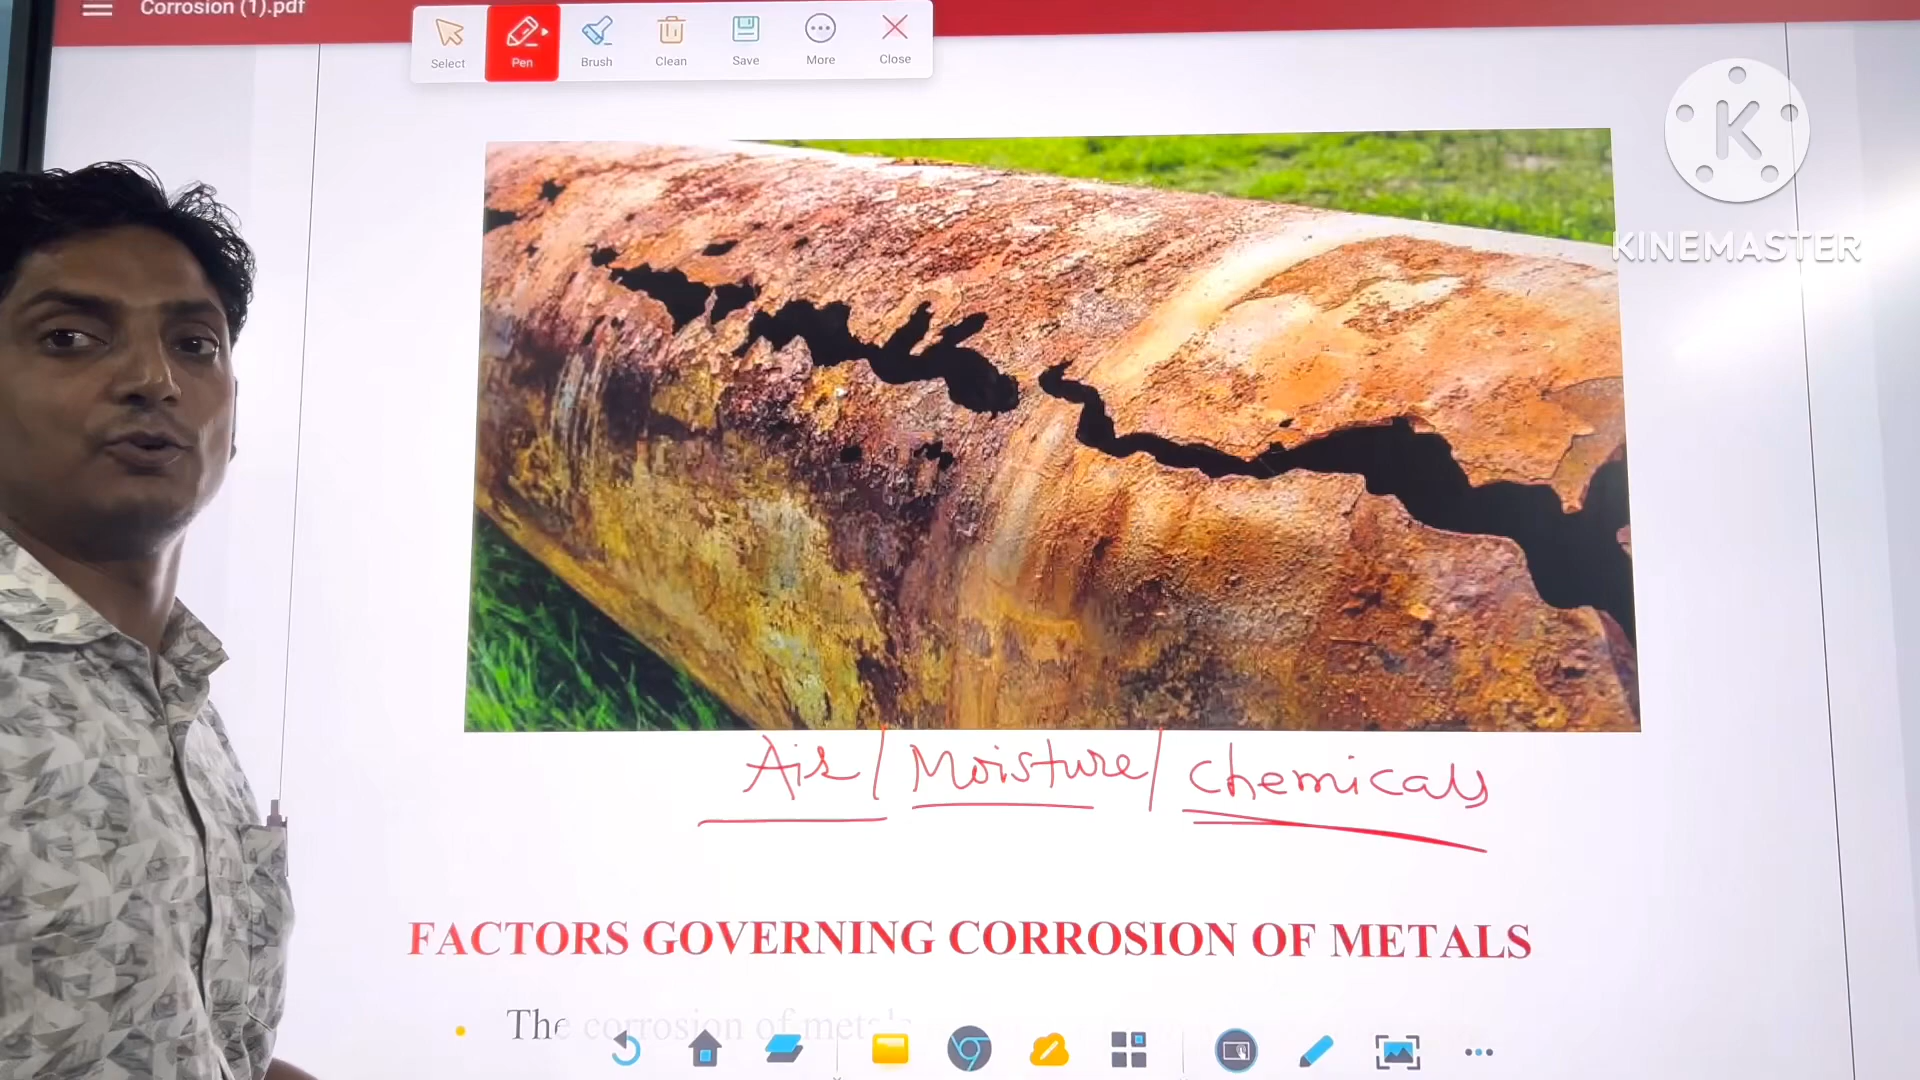 Corrosion (1).pdf
Select Pen Brush Clean Save More Close
K
KINEMASTER
Air / Moisture / chemicals
FACTORS GOVERNING CORROSION OF METALS
The corrosion of metals